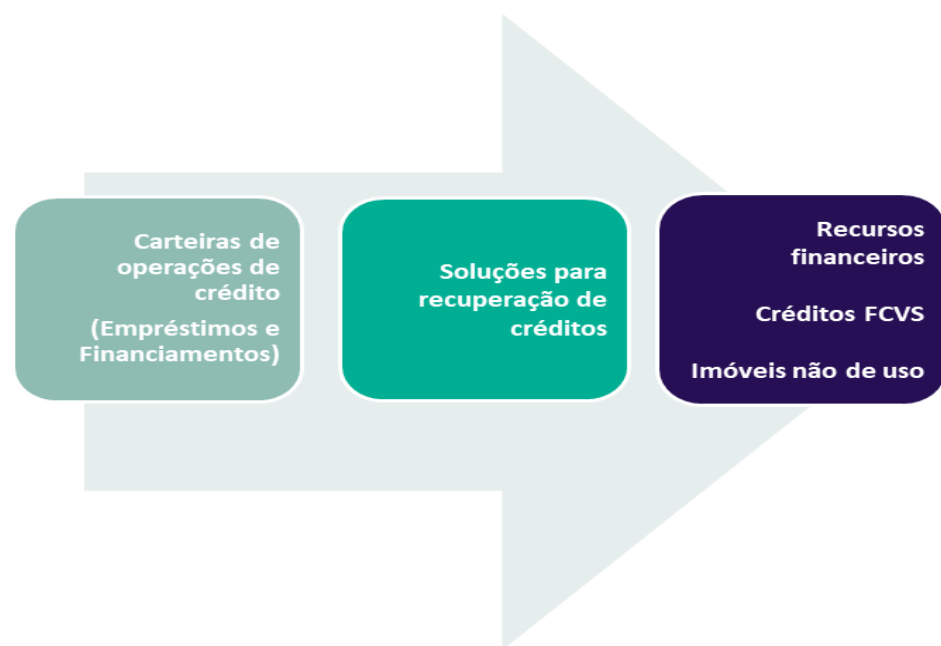 Carteiras de
operações de
crédito
(Empréstimos e
Financiamentos)
Soluções para
recuperação de
créditos
Recursos
financeiros
Créditos FCVS
Imóveis não de uso